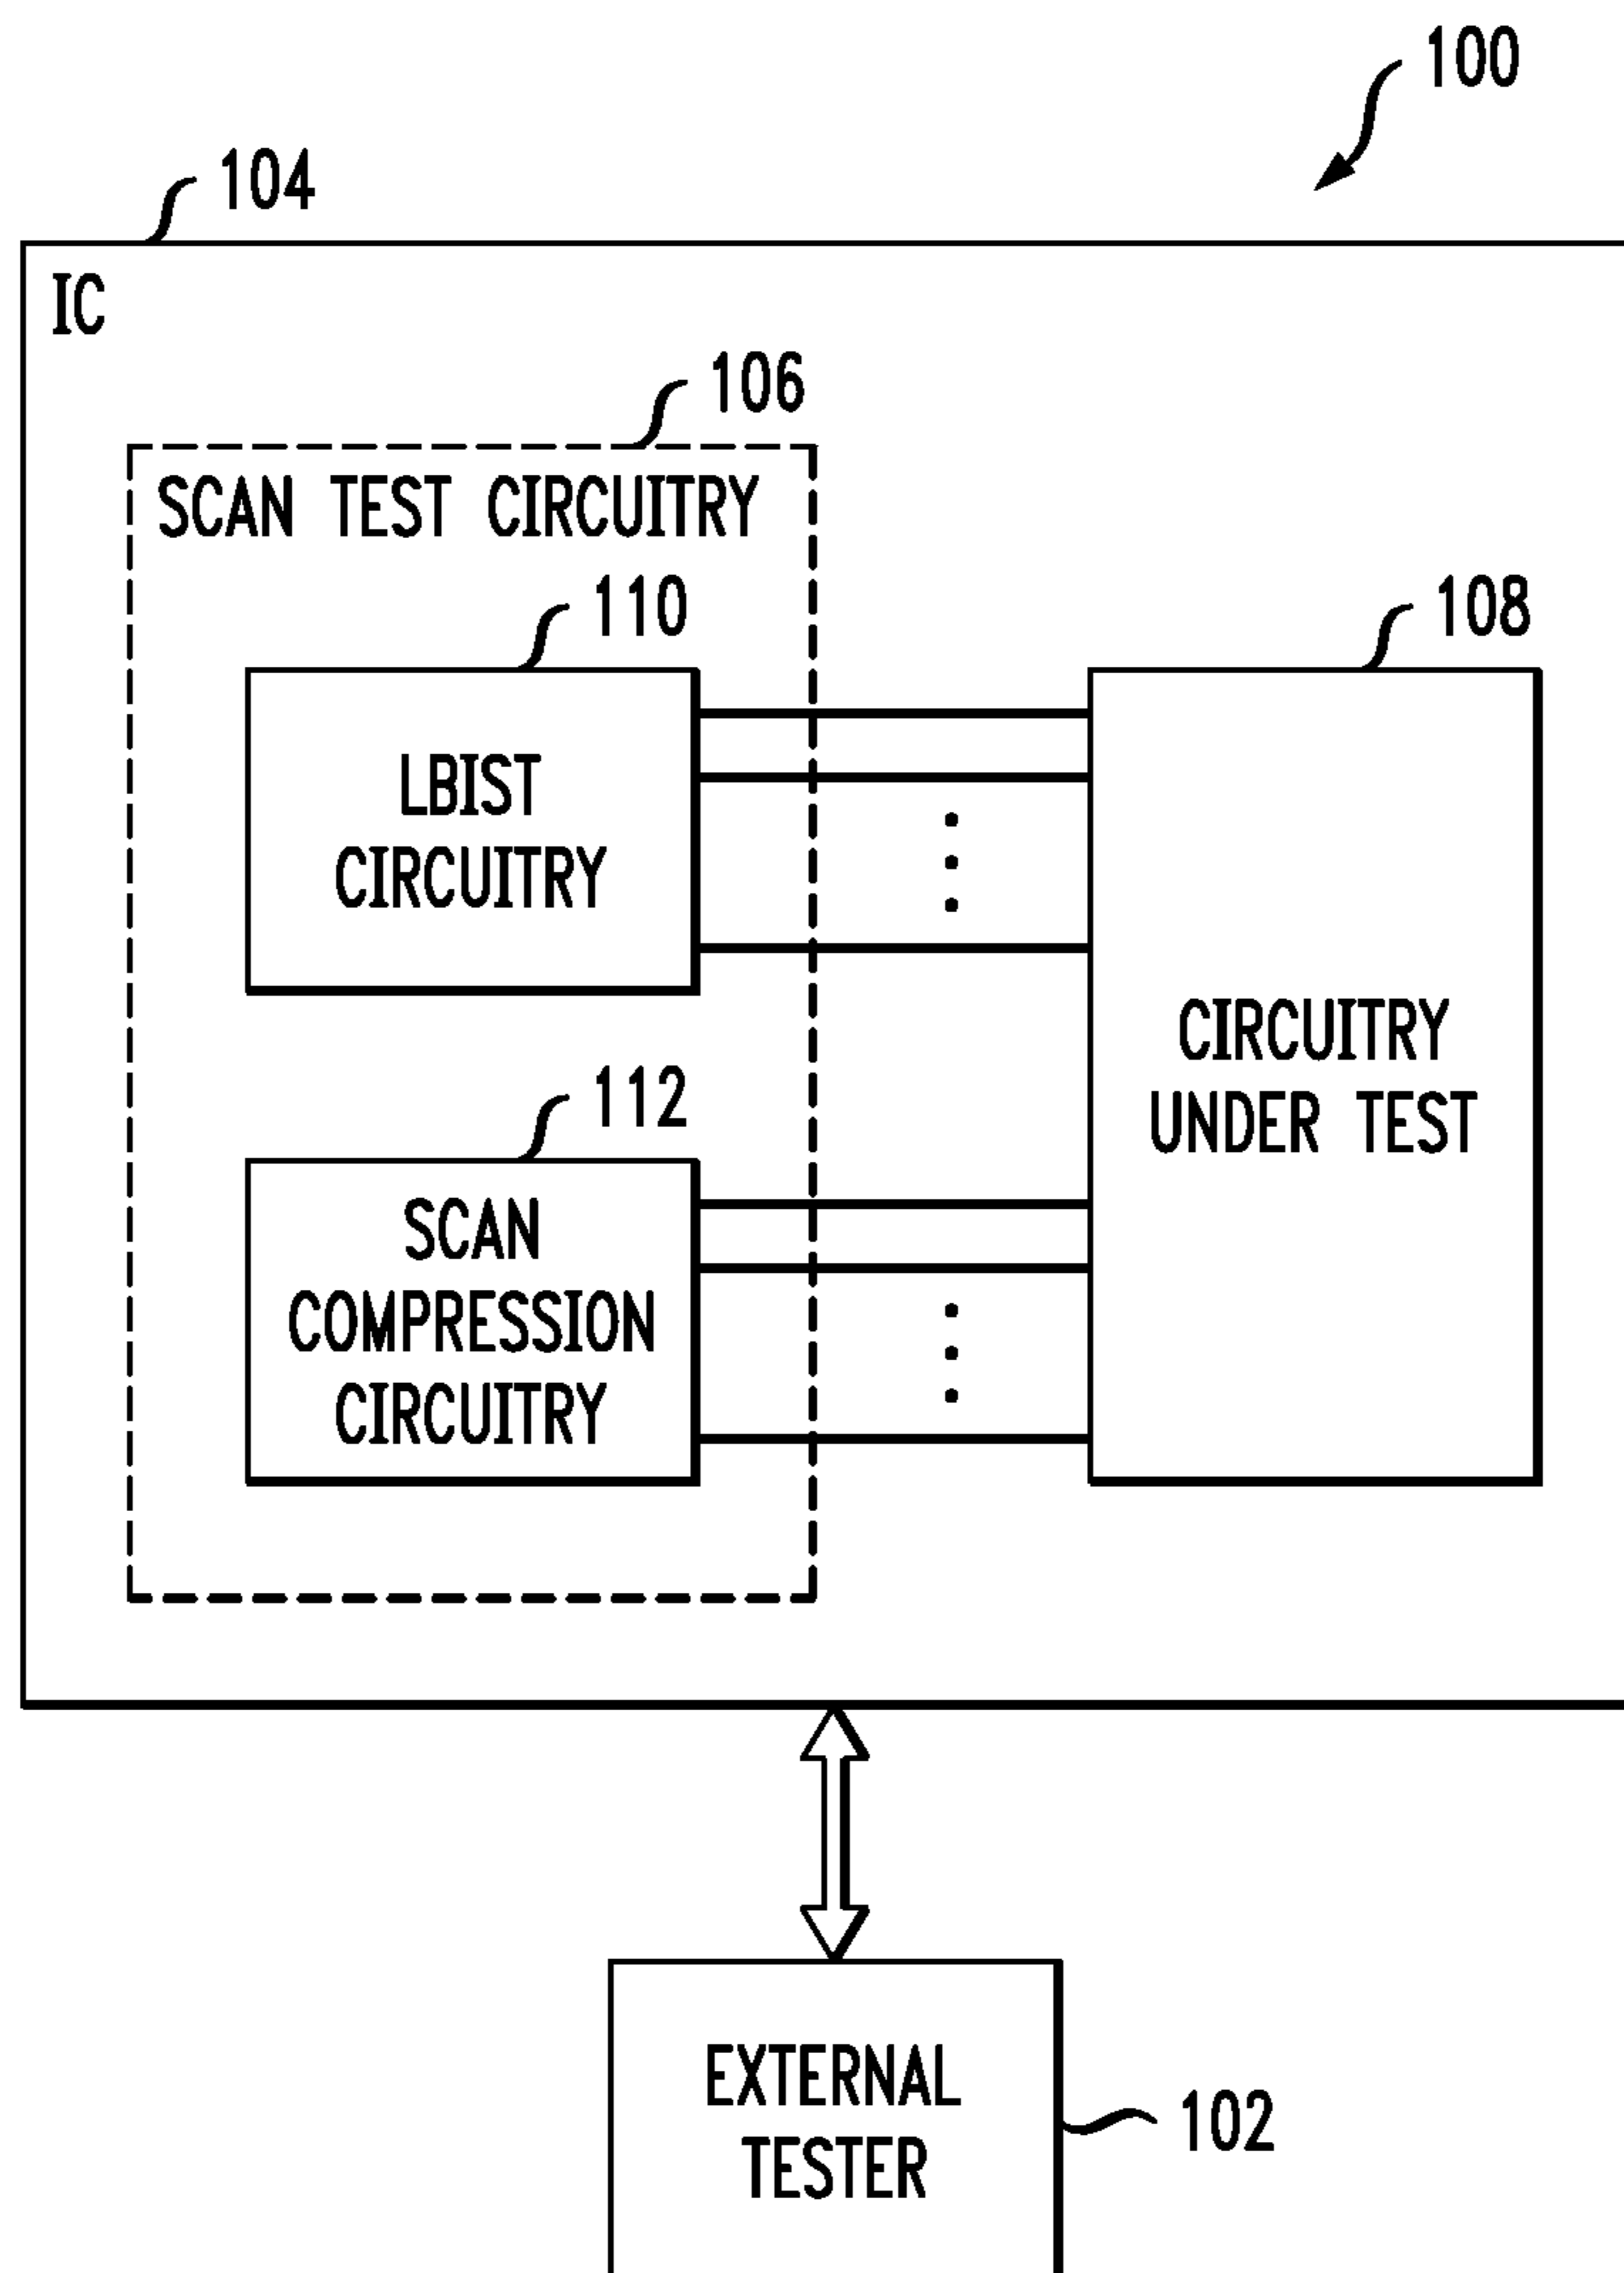 100
104
IC
106
SCAN TEST CIRCUITRY
110
108
LBIST
CIRCUITRY
CIRCUITRY
UNDER TEST
112
SCAN
COMPRESSION
CIRCUITRY
EXTERNAL
TESTER
102